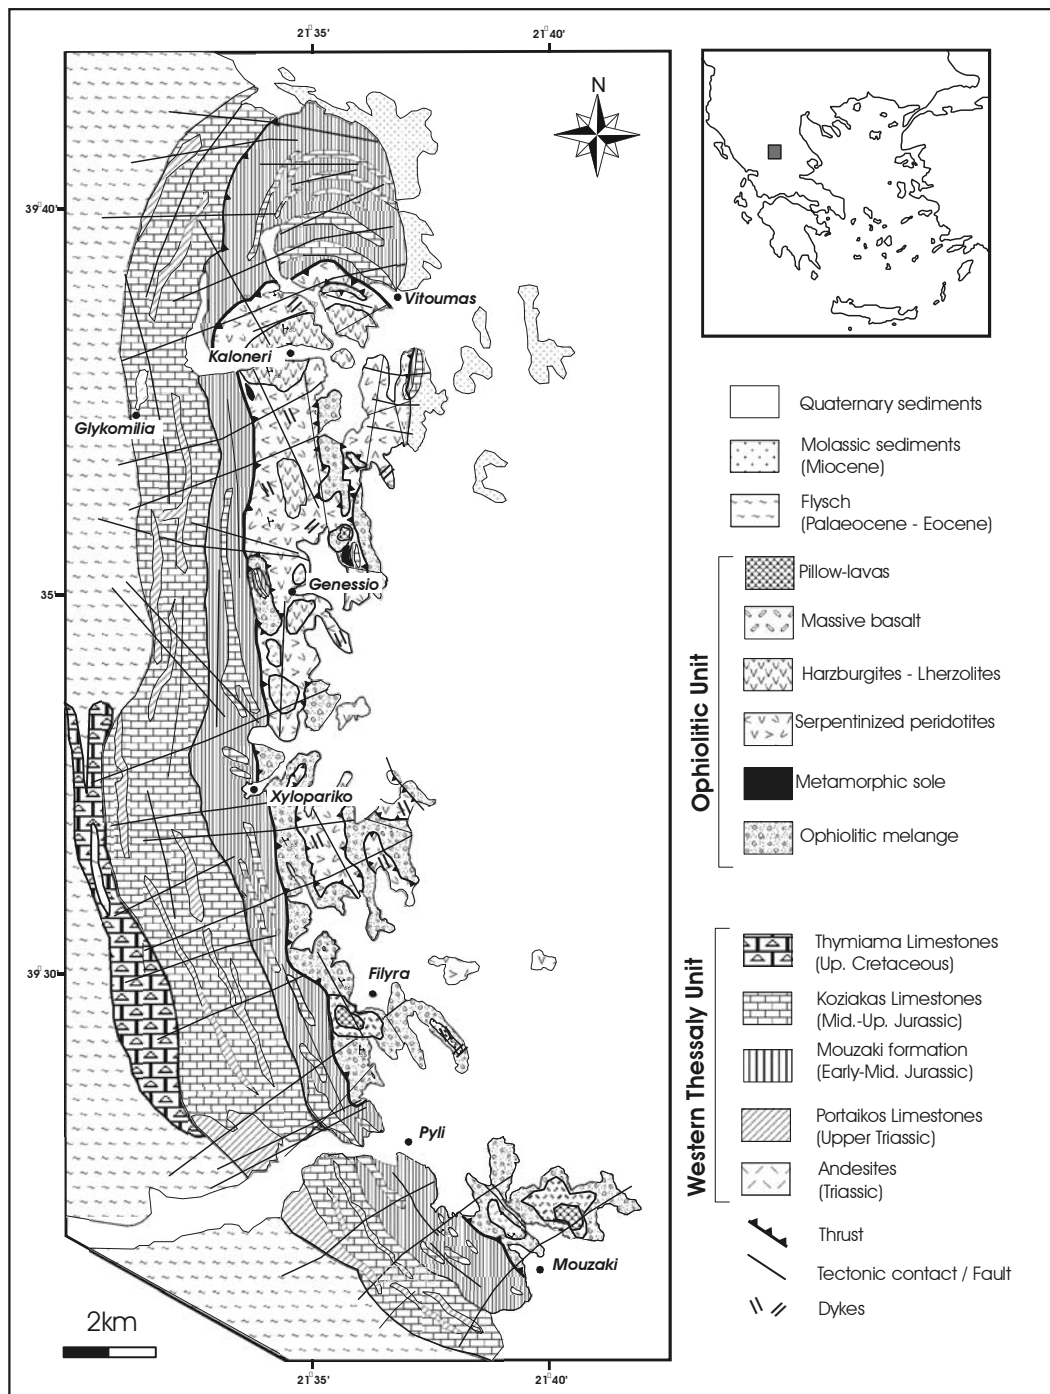 21°35'
21°40'
N
39°40'
Vitoumas
Kaloneri
Glykomilia
Genessio
35'
Xylopariko
39°30'
Filyra
Pyli
Mouzaki
2km
21°35'
21°40'
Quaternary sediments
Molassic sediments
(Miocene)
Flysch
(Palaeocene - Eocene)
Ophiolitic Unit
Pillow-lavas
Massive basalt
Harzburgites - Lherzolites
Serpentinized peridotites
Metamorphic sole
Ophiolitic melange
Western Thessaly Unit
Thymiama Limestones
(Up. Cretaceous)
Koziakas Limestones
(Mid.-Up. Jurassic)
Mouzaki formation
(Early-Mid. Jurassic)
Portaikos Limestones
(Upper Triassic)
Andesites
(Triassic)
Thrust
Tectonic contact / Fault
Dykes